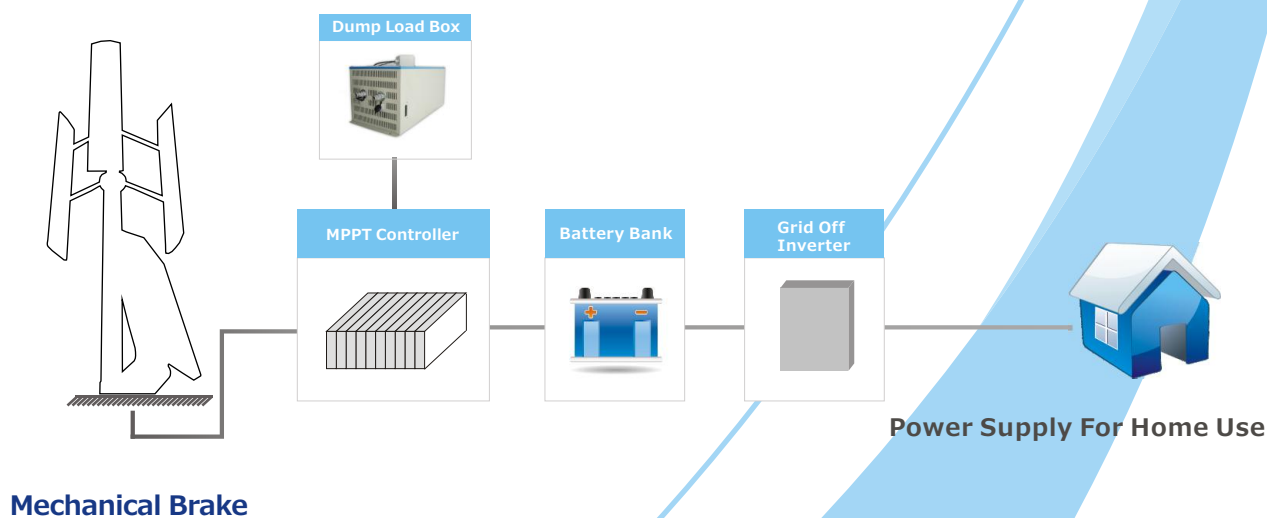 Dump Load Box
MPPT Controller
Battery Bank
Grid Off
Inverter
Power Supply For Home Use
Mechanical Brake